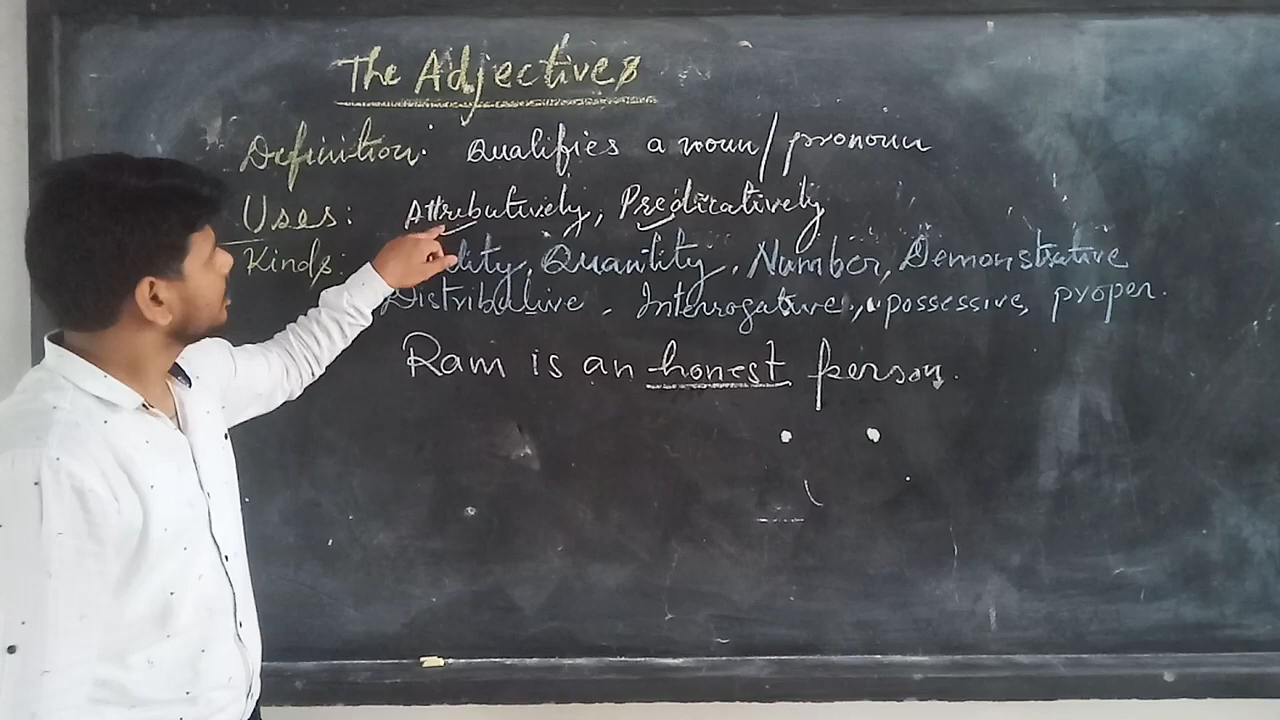 The Adjectives
Definition: Qualifies a noun/pronoun
Uses: Attributively, Predicatively
Kinds: lity, Quantity, Number, Demonstrative
Distributive, Interrogative, possessive, proper.
Ram is an honest person.